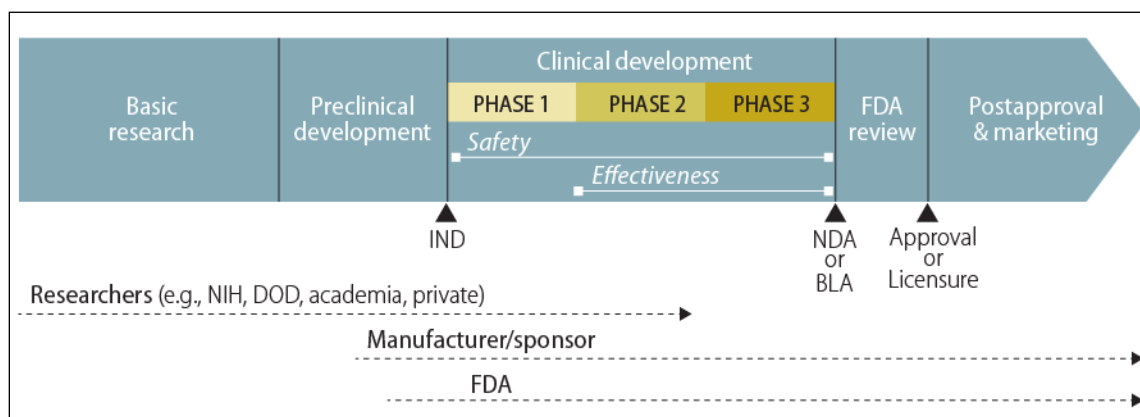 Clinical development
Basic
research
Preclinical
development
PHASE 1
PHASE 2
PHASE 3
FDA
review
Postapproval
& marketing
Safety
Effectiveness
IND
NDA
or
BLA
Approval
or
Licensure
Researchers (e.g., NIH, DOD, academia, private)
Manufacturer/sponsor
FDA